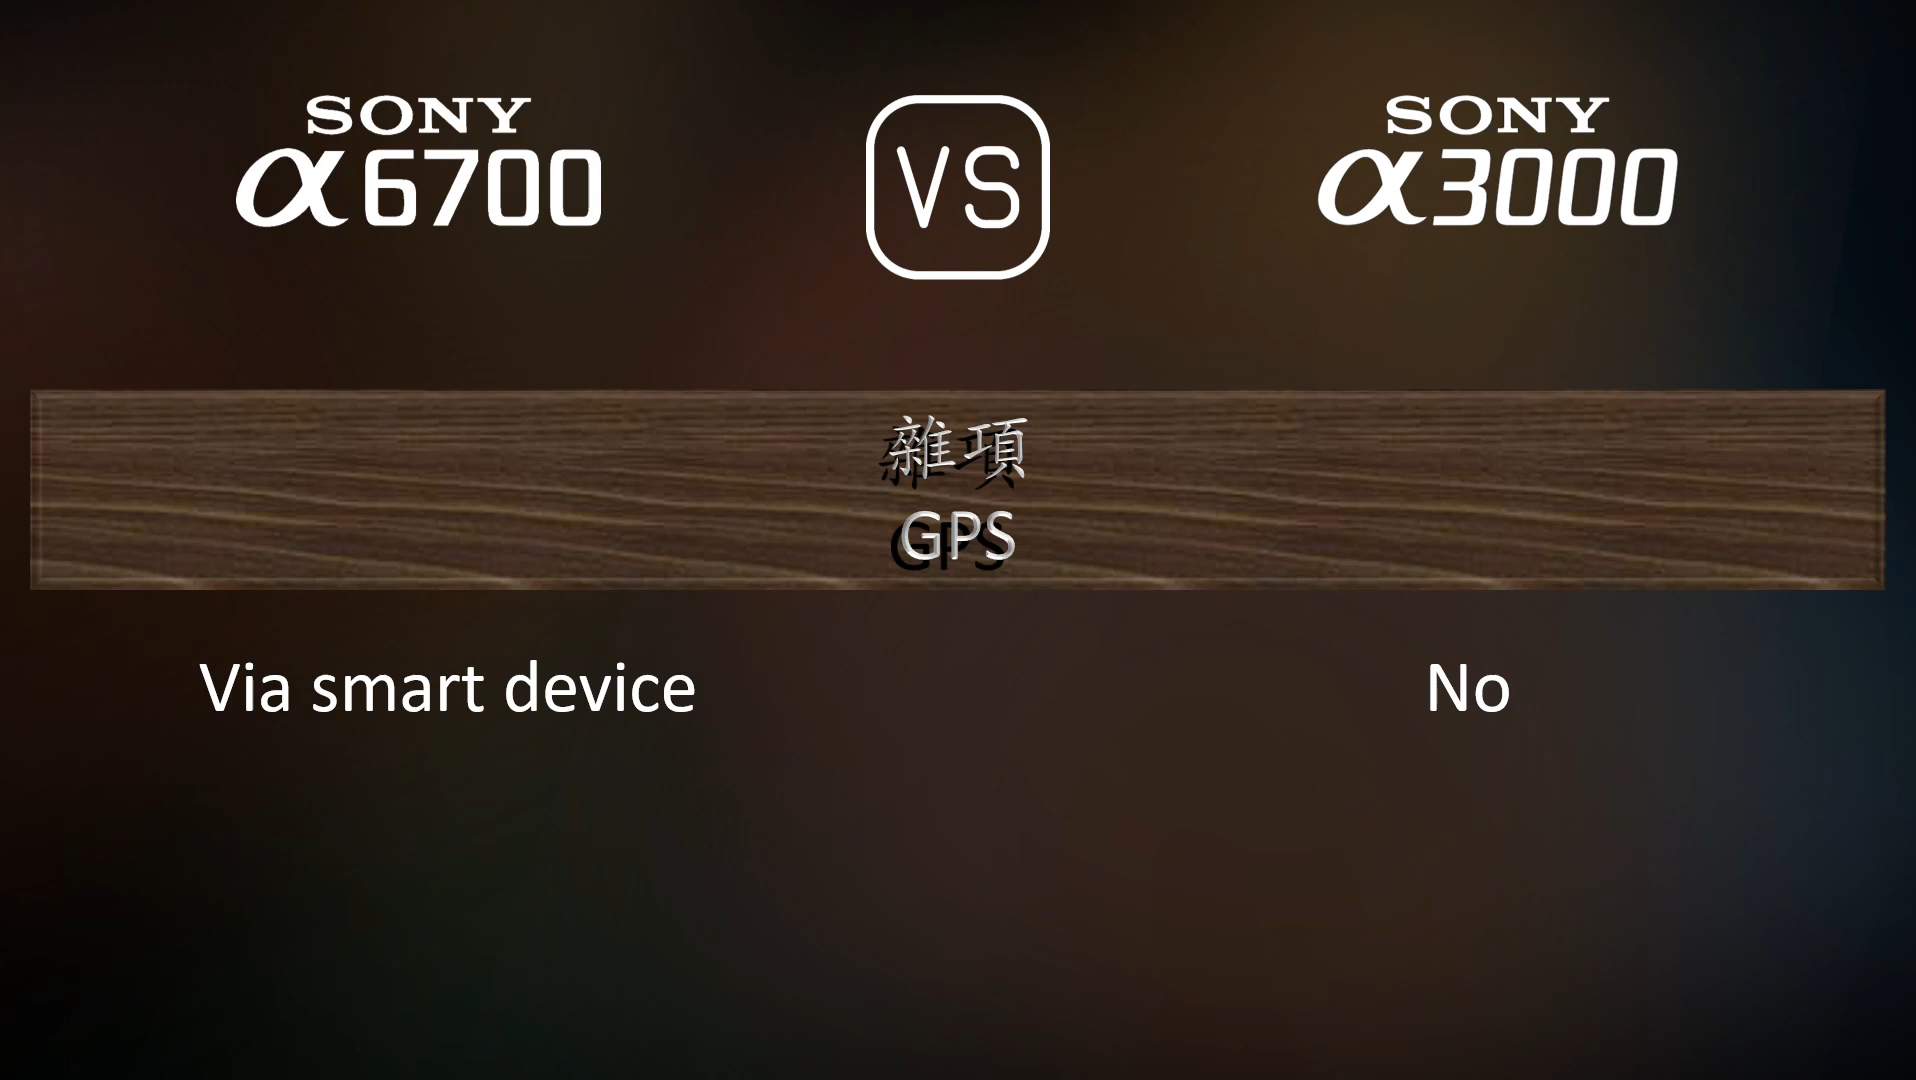 SONY
α6700
VS
SONY
α3000
雜項
GPS
Via smart device
No